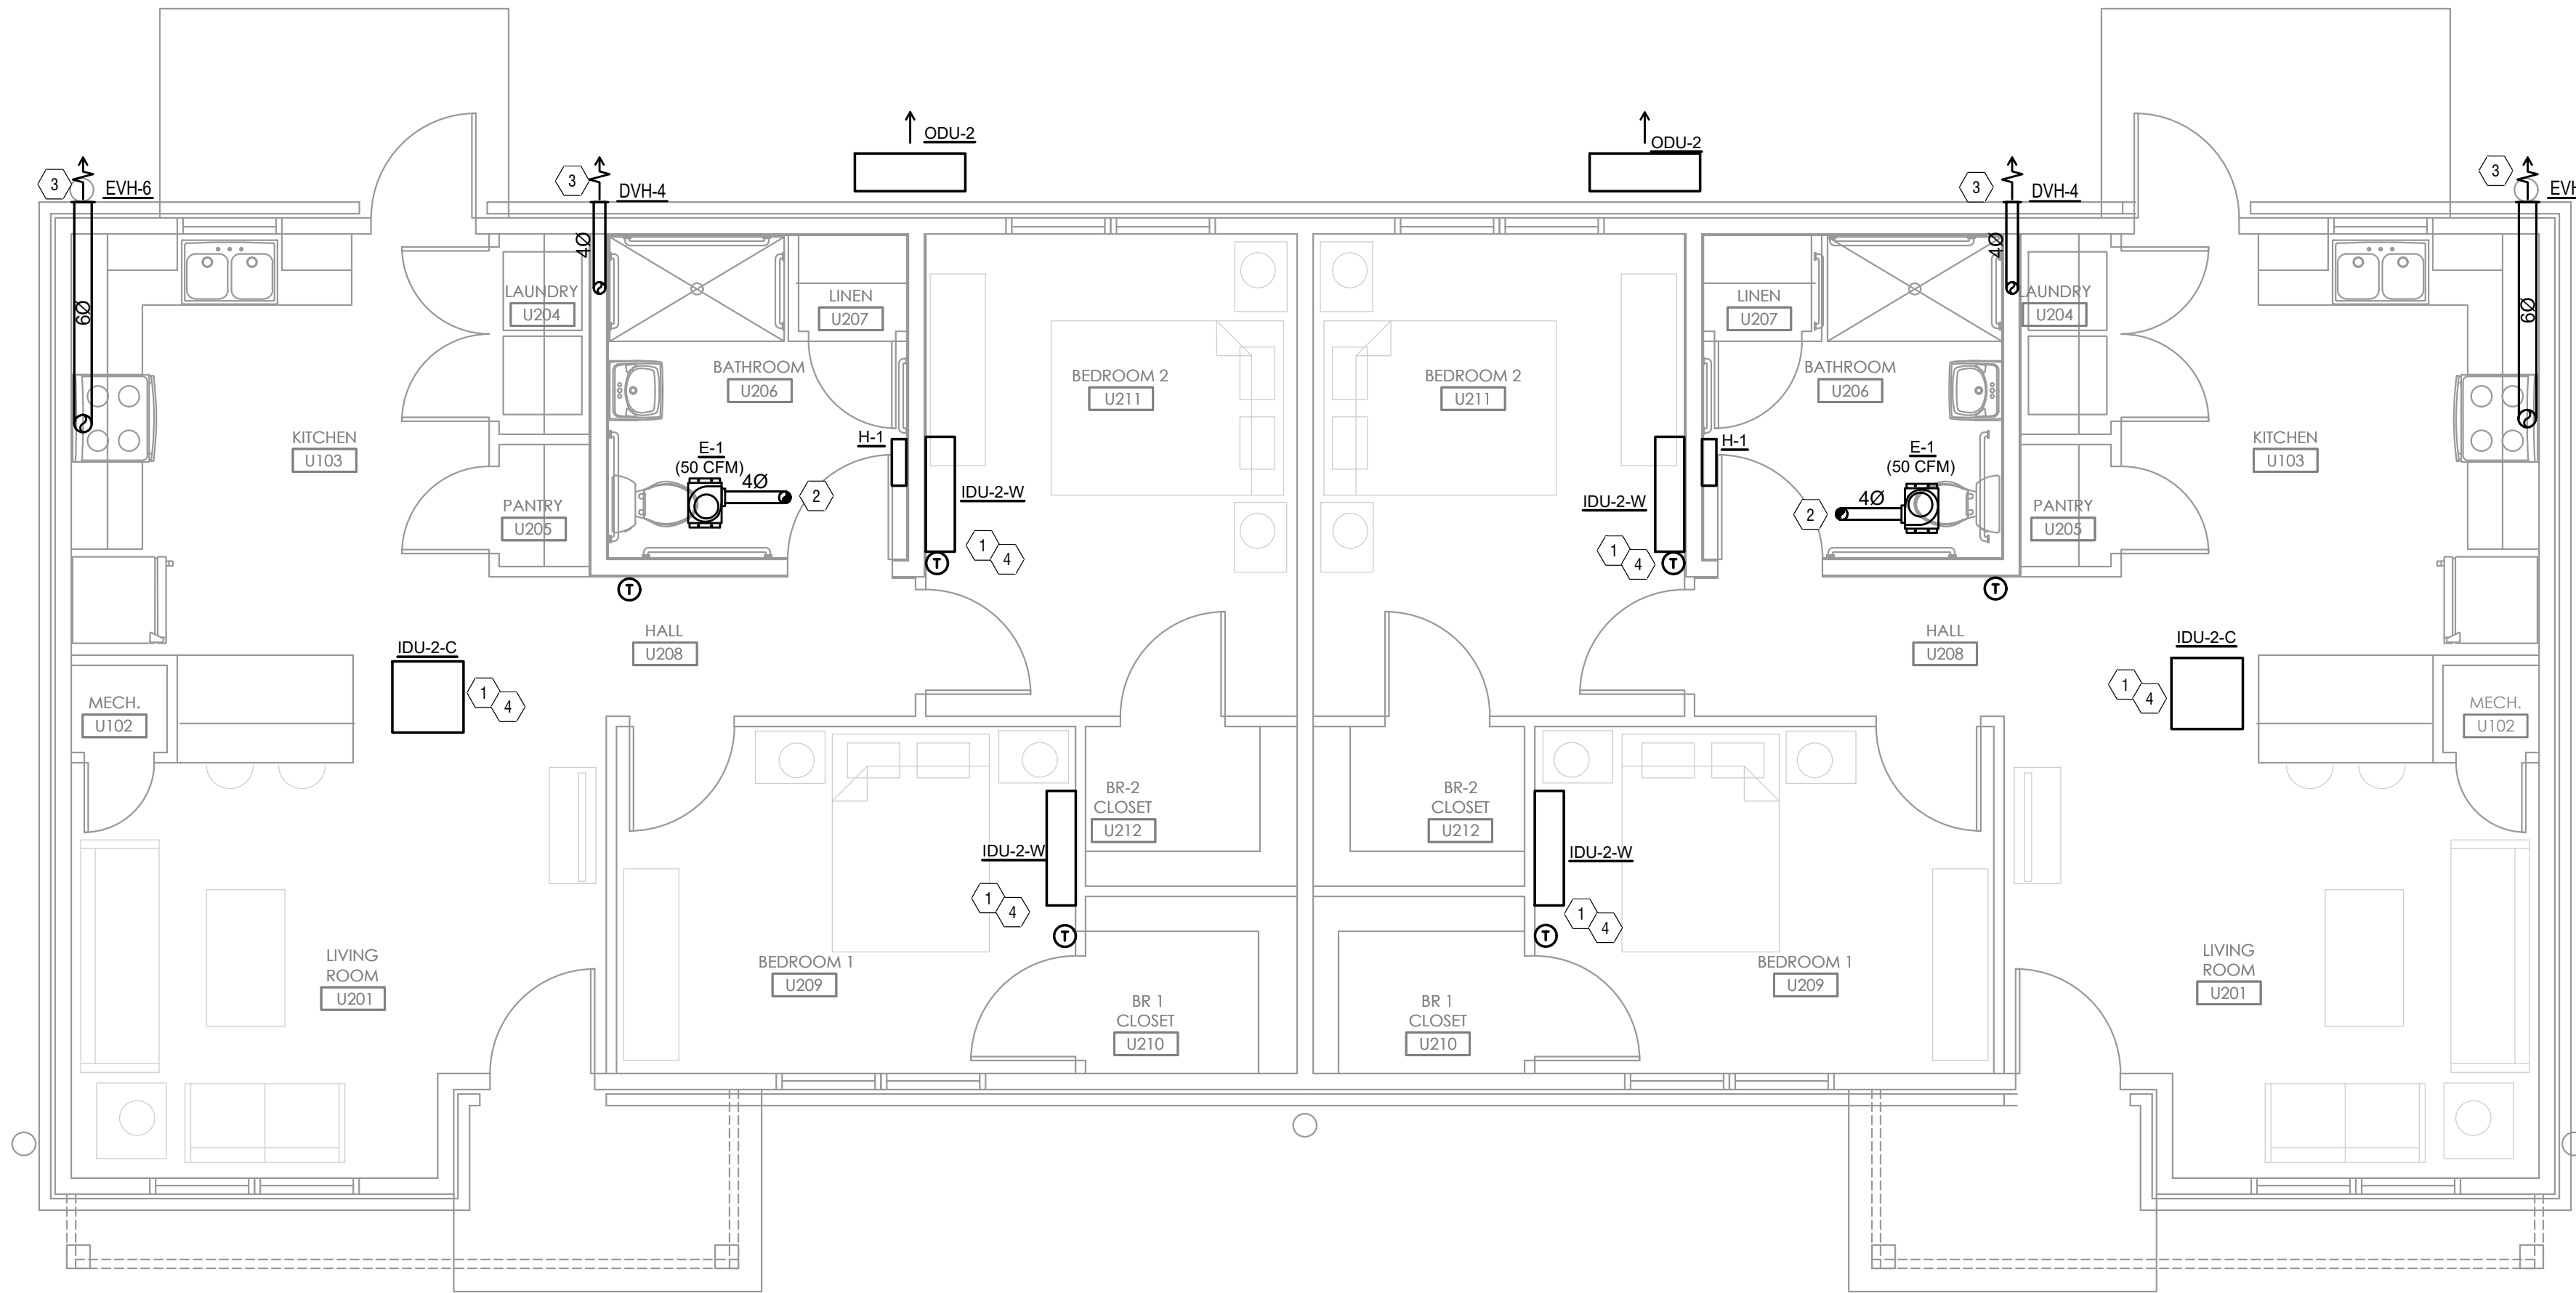 ODU-2
ODU-2
3
EVH-6
3
DVH-4
3
DVH-4
3
EVH
4Ø
4Ø
6Ø
6Ø
LAUNDRY
U204
LINEN
U207
LINEN
U207
LAUNDRY
U204
BATHROOM
U206
BEDROOM 2
U211
BEDROOM 2
U211
BATHROOM
U206
KITCHEN
U103
H-1
H-1
KITCHEN
U103
E-1
(50 CFM)
4Ø
2
E-1
(50 CFM)
4Ø
2
IDU-2-W
IDU-2-W
PANTRY
U205
PANTRY
U205
1
4
1
4
T
T
T
T
HALL
U208
HALL
U208
IDU-2-C
1
4
IDU-2-C
1
4
MECH.
U102
MECH.
U102
BR-2
CLOSET
U212
BR-2
CLOSET
U212
IDU-2-W
IDU-2-W
1
4
1
4
T
T
LIVING
ROOM
U201
BEDROOM 1
U209
BEDROOM 1
U209
LIVING
ROOM
U201
BR 1
CLOSET
U210
BR 1
CLOSET
U210